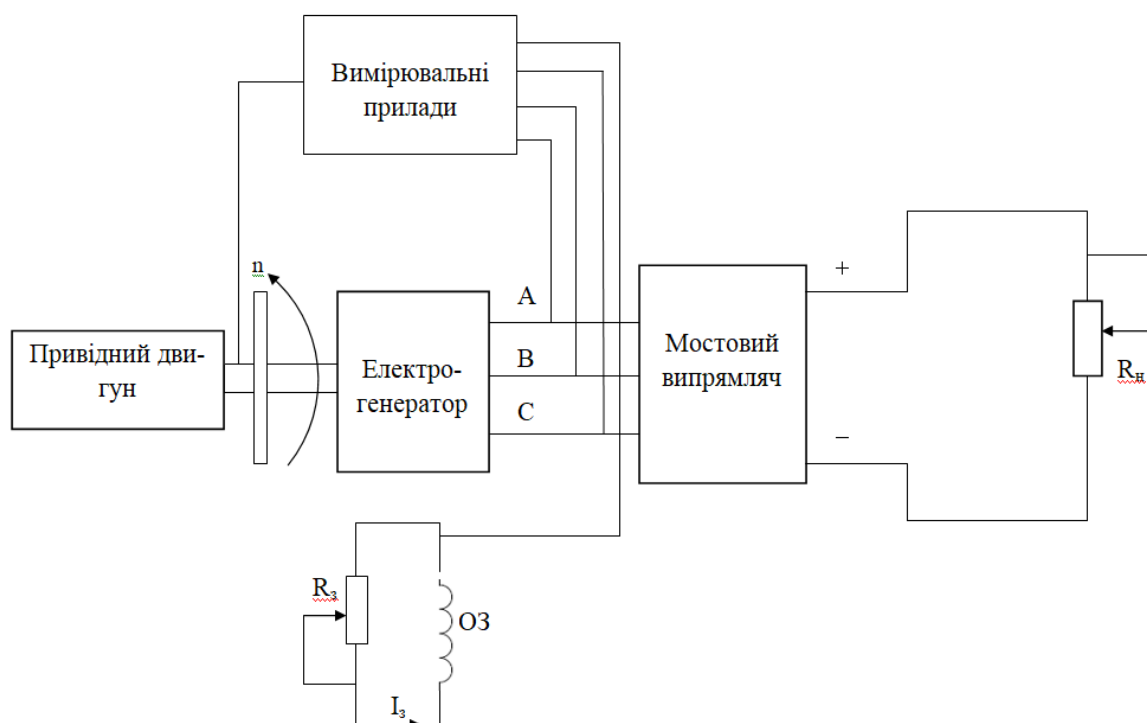 Вимірювальні
прилади
n
A
Привідний дви-
гун
Електро-
генератор
B
C
Мостовий
випрямляч
+
−
Rн
Rз
ОЗ
Iз